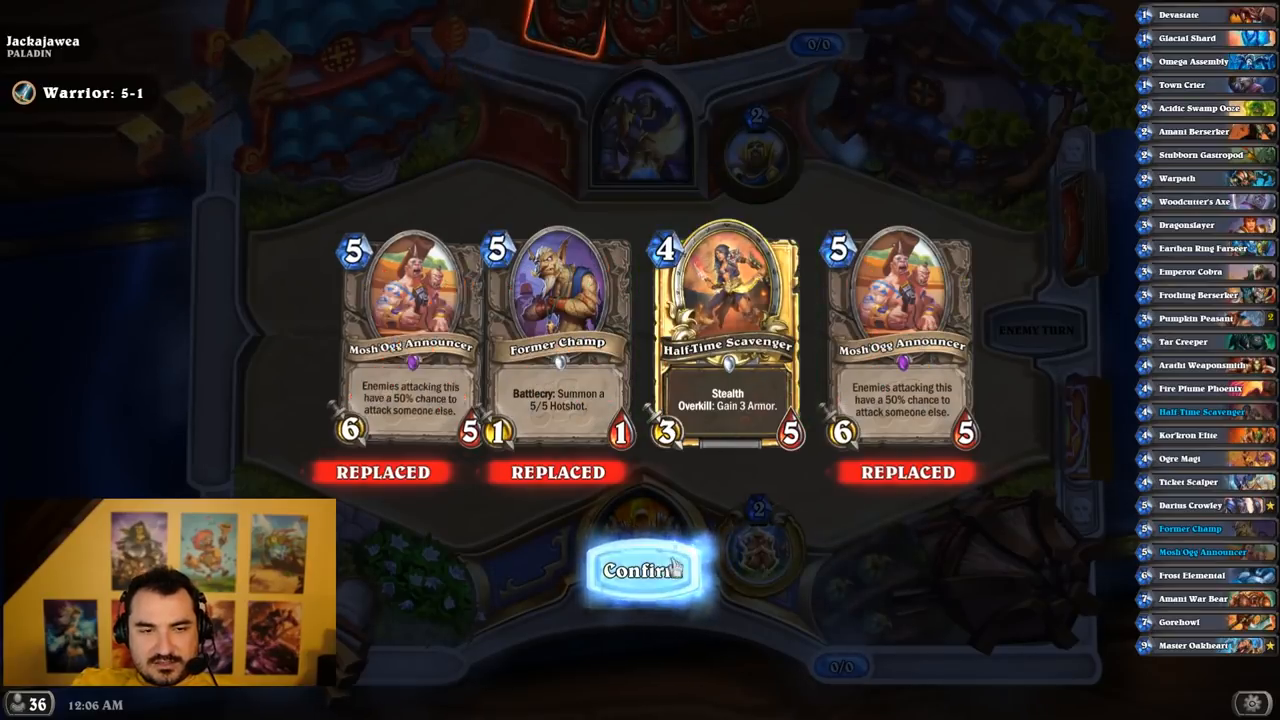 Jackajawea
PALADIN
Warrior: 5-1
0/0
2
5
Mosh'Ogg Announcer
Enemies attacking this
have a 50% chance to
attack someone else.
6
5
REPLACED
5
Former Champ
Battlecry: Summon a
5/5 Hotshot.
1
1
REPLACED
4
Half-Time Scavenger
Stealth
Overkill: Gain 3 Armor.
3
5
5
Mosh'Ogg Announcer
Enemies attacking this
have a 50% chance to
attack someone else.
6
5
REPLACED
ENEMY TURN
Confirm
2
0/0
36
12:06 AM
1 Devastate
1 Glacial Shard
1 Omega Assembly
1 Town Crier
2 Acidic Swamp Ooze
2 Amani Berserker
2 Stubborn Gastropod
2 Warpath
2 Woodcutter's Axe
3 Dragonslayer
3 Earthen Ring Farseer
3 Emperor Cobra
3 Frothing Berserker
3 Pumpkin Peasant 2
3 Tar Creeper
4 Arathi Weaponsmith
4 Fire Plume Phoenix
4 Half-Time Scavenger
4 Kor'kron Elite
4 Ogre Magi
4 Ticket Scalper
5 Darius Crowley
5 Former Champ
5 Mosh'Ogg Announcer
6 Frost Elemental
7 Amani War Bear
7 Gorehowl
9 Master Oakheart